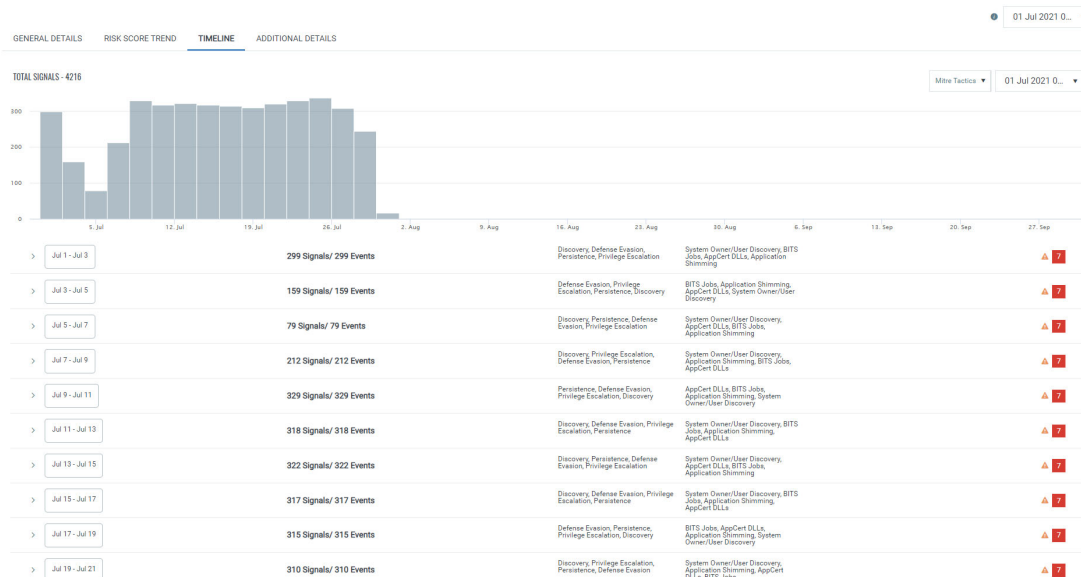 01 Jul 2021 0...
GENERAL DETAILS RISK SCORE TREND TIMELINE ADDITIONAL DETAILS
TOTAL SIGNALS - 4216
Mitre Tactics 01 Jul 2021 0...
300
200
100
0
5. Jul 12. Jul 19. Jul 26. Jul 2. Aug 9. Aug 16. Aug 23. Aug 30. Aug 6. Sep 13. Sep 20. Sep 27. Sep
Jul 1 - Jul 3 299 Signals/ 299 Events 7
Discovery, Defense Evasion,
Persistence, Privilege Escalation
System Owner/User Discovery, BITS
Jobs, AppCert DLLs, Application
Shimming
Jul 3 - Jul 5 159 Signals/ 159 Events 7
Defense Evasion, Privilege
Escalation, Persistence, Discovery
BITS Jobs, Application Shimming,
AppCert DLLs, System Owner/User
Discovery
Jul 5 - Jul 7 79 Signals/ 79 Events 7
Discovery, Persistence, Defense
Evasion, Privilege Escalation
System Owner/User Discovery,
AppCert DLLs, BITS Jobs,
Application Shimming
Jul 7 - Jul 9 212 Signals/ 212 Events 7
Discovery, Privilege Escalation,
Defense Evasion, Persistence
System Owner/User Discovery,
Application Shimming, BITS Jobs,
AppCert DLLs
Jul 9 - Jul 11 329 Signals/ 329 Events 7
Persistence, Defense Evasion,
Privilege Escalation, Discovery
AppCert DLLs, BITS Jobs,
Application Shimming, System
Owner/User Discovery
Jul 11 - Jul 13 318 Signals/ 318 Events 7
Discovery, Defense Evasion, Privilege
Escalation, Persistence
System Owner/User Discovery, BITS
Jobs, Application Shimming,
AppCert DLLs
Jul 13 - Jul 15 322 Signals/ 322 Events 7
Discovery, Persistence, Defense
Evasion, Privilege Escalation
System Owner/User Discovery,
AppCert DLLs, BITS Jobs,
Application Shimming
Jul 15 - Jul 17 317 Signals/ 317 Events 7
Discovery, Defense Evasion, Privilege
Escalation, Persistence
System Owner/User Discovery, BITS
Jobs, Application Shimming,
AppCert DLLs
Jul 17 - Jul 19 315 Signals/ 315 Events 7
Defense Evasion, Persistence,
Privilege Escalation, Discovery
BITS Jobs, AppCert DLLs,
Application Shimming, System
Owner/User Discovery
Jul 19 - Jul 21 310 Signals/ 310 Events 7
Discovery, Privilege Escalation,
Persistence, Defense Evasion
System Owner/User Discovery,
Application Shimming, AppCert
DLLs, BITS Jobs